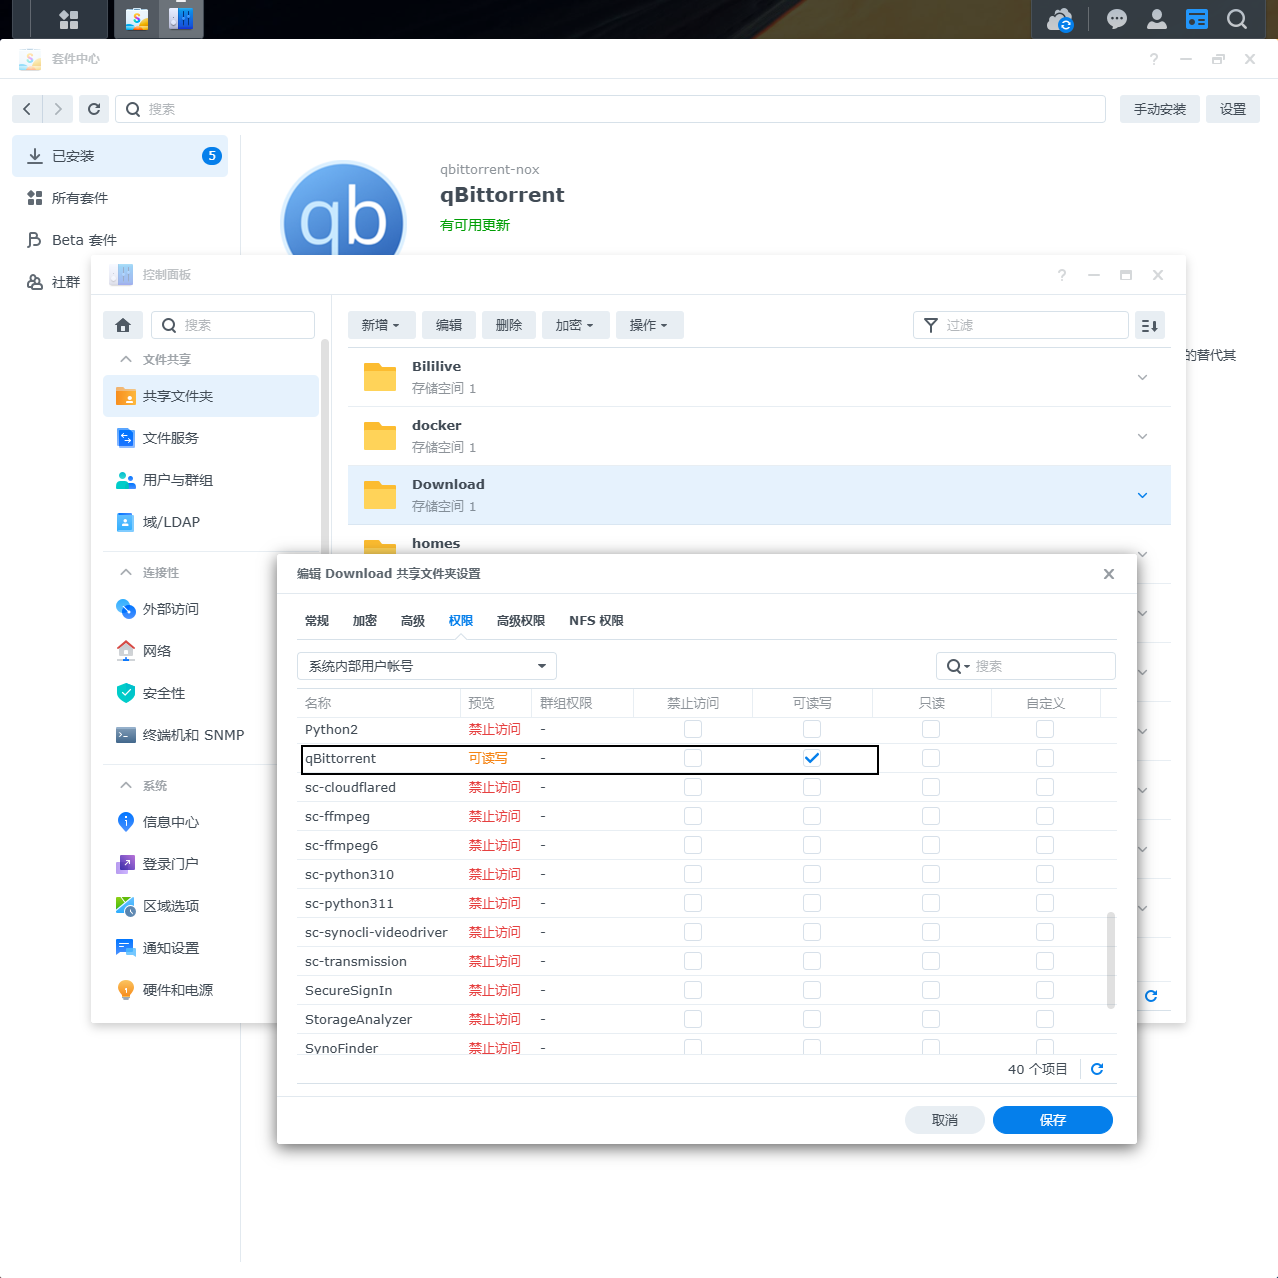 套件中心
搜索
手动安装
设置
已安装
5
所有套件
Beta 套件
社群
qb
qbittorrent-nox
qBittorrent
有可用更新
的替代其
控制面板
搜索
文件共享
共享文件夹
文件服务
用户与群组
域/LDAP
连接性
外部访问
网络
安全性
终端机和 SNMP
系统
信息中心
登录门户
区域选项
通知设置
硬件和电源
新增 编辑 删除 加密 操作
过滤
Bililive
存储空间 1
docker
存储空间 1
Download
存储空间 1
homes
编辑 Download 共享文件夹设置
常规 加密 高级 权限 高级权限 NFS 权限
系统内部用户帐号
搜索
名称 预览 群组权限 禁止访问 可读写 只读 自定义
Python2 禁止访问 -
qBittorrent 可读写 -
sc-cloudflared 禁止访问 -
sc-ffmpeg 禁止访问 -
sc-ffmpeg6 禁止访问 -
sc-python310 禁止访问 -
sc-python311 禁止访问 -
sc-synocli-videodriver 禁止访问 -
sc-transmission 禁止访问 -
SecureSignIn 禁止访问 -
StorageAnalyzer 禁止访问 -
SynoFinder 禁止访问 -
40 个项目
取消 保存